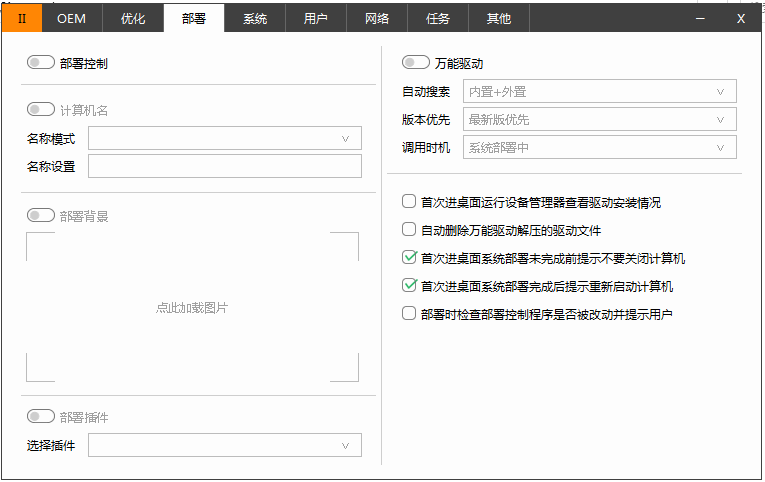 II OEM 优化 部署 系统 用户 网络 任务 其他 X
部署控制
计算机名
名称模式
名称设置
部署背景
点此加载图片
部署插件
选择插件
万能驱动
自动搜索 内置+外置
版本优先 最新版优先
调用时机 系统部署中
首次进桌面运行设备管理器查看驱动安装情况
自动删除万能驱动解压的驱动文件
首次进桌面系统部署未完成前提示不要关闭计算机
首次进桌面系统部署完成后提示重新启动计算机
部署时检查部署控制程序是否被改动并提示用户